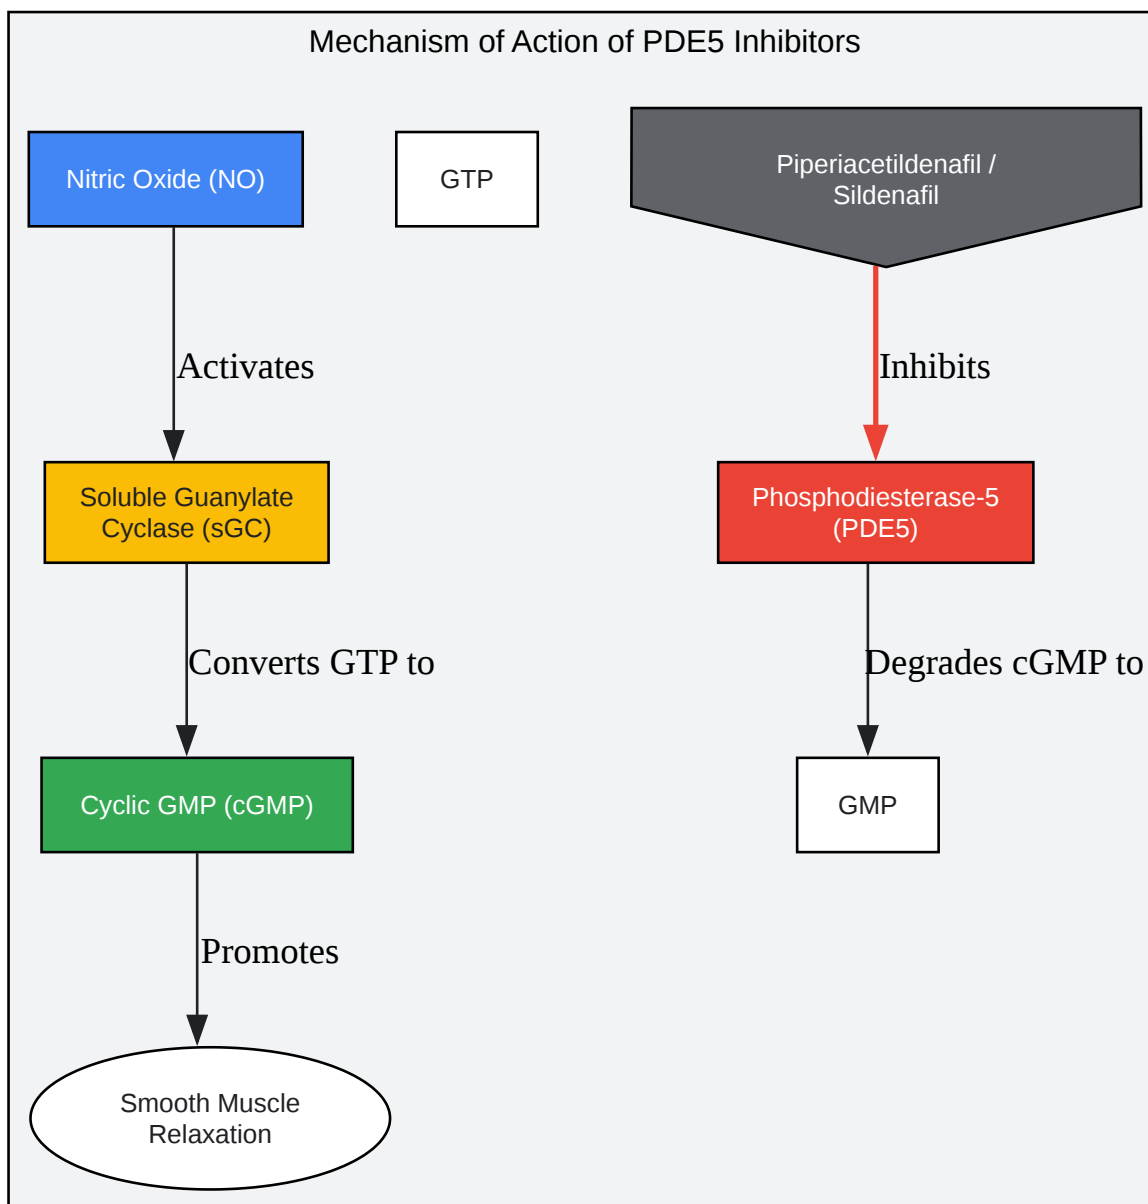 Mechanism of Action of PDE5 Inhibitors
Nitric Oxide (NO)
GTP
Piperiacetildenafil /
Sildenafil
Activates
Inhibits
Soluble Guanylate
Cyclase (sGC)
Phosphodiesterase-5
(PDE5)
Converts GTP to
Degrades cGMP to
Cyclic GMP (cGMP)
GMP
Promotes
Smooth Muscle
Relaxation